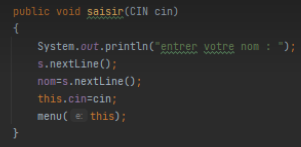 public void saisir(CIN cin)
{
System.out.println("entrer votre nom : ");
s.nextLine();
nom=s.nextLine();
this.cin=cin;
menu( e: this);
}